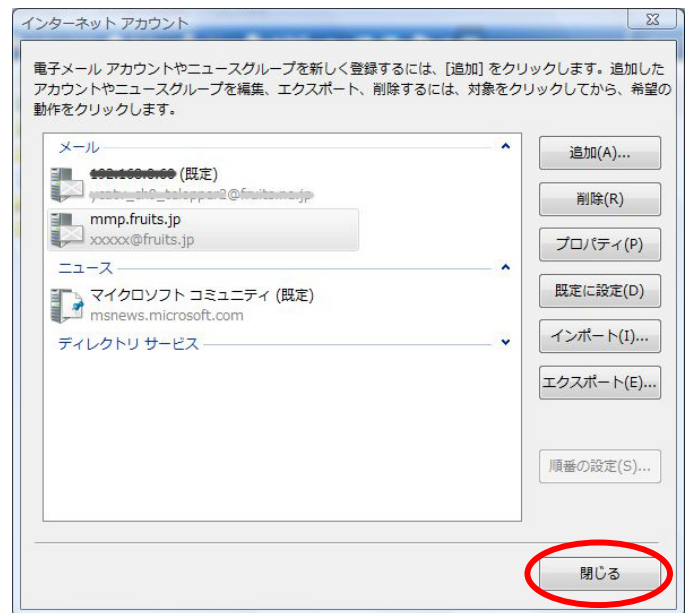 インターネット アカウント
電子メール アカウントやニュースグループを新しく登録するには、[追加] をクリックします。追加した
アカウントやニュースグループを編集、エクスポート、削除するには、対象をクリックしてから、希望の
動作をクリックします。
メール
(既定)
mmp.fruits.jp
xxxxx@fruits.jp
ニュース
マイクロソフト コミュニティ (既定)
msnews.microsoft.com
ディレクトリ サービス
追加(A)...
削除(R)
プロパティ(P)
既定に設定(D)
インポート(I)...
エクスポート(E)...
順番の設定(S)...
閉じる